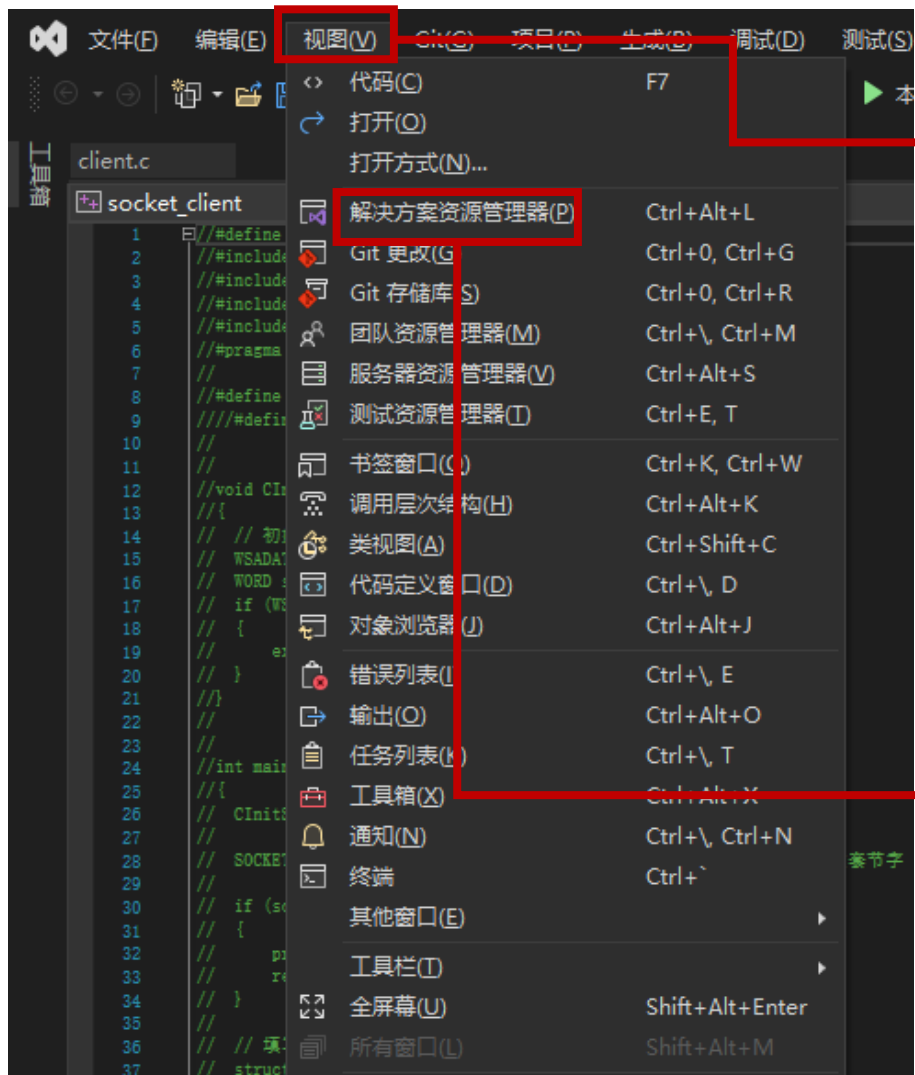 文件(F) 编辑(E) 视图(V) Git(G) 项目(P) 生成(B) 调试(D) 测试(S)
本
工具箱
client.c
socket_client
代码(C) F7
打开(O)
打开方式(N)...
解决方案资源管理器(P) Ctrl+Alt+L
Git 更改(G) Ctrl+0, Ctrl+G
Git 存储库(S) Ctrl+0, Ctrl+R
团队资源管理器(M) Ctrl+\, Ctrl+M
服务器资源管理器(V) Ctrl+Alt+S
测试资源管理器(T) Ctrl+E, T
书签窗口(O) Ctrl+K, Ctrl+W
调用层次结构(H) Ctrl+Alt+K
类视图(A) Ctrl+Shift+C
代码定义窗口(D) Ctrl+\, D
对象浏览器(J) Ctrl+Alt+J
错误列表(I) Ctrl+\, E
输出(O) Ctrl+Alt+O
任务列表(K) Ctrl+\, T
工具箱(X) Ctrl+Alt+X
通知(N) Ctrl+\, Ctrl+N
终端 Ctrl+`
其他窗口(E)
工具栏(T)
全屏幕(U) Shift+Alt+Enter
所有窗口(L) Shift+Alt+M
1 //#define
2 //#include
3 //#include
4 //#include
5 //#include
6 //#pragma
7 //
8 //#define
9 ////#defin
10 //
11 //
12 //void CIn
13 //{
14 // // 初
15 // WSADAT
16 // WORD
17 // if (WS
18 // {
19 // ex
20 // }
21 //}
22 //
23 //
24 //int main
25 //{
26 // CInitS
27 //
28 // SOCKET 套节字
29 //
30 // if (so
31 // {
32 // pr
33 // re
34 // }
35 //
36 // // 填
37 // struct